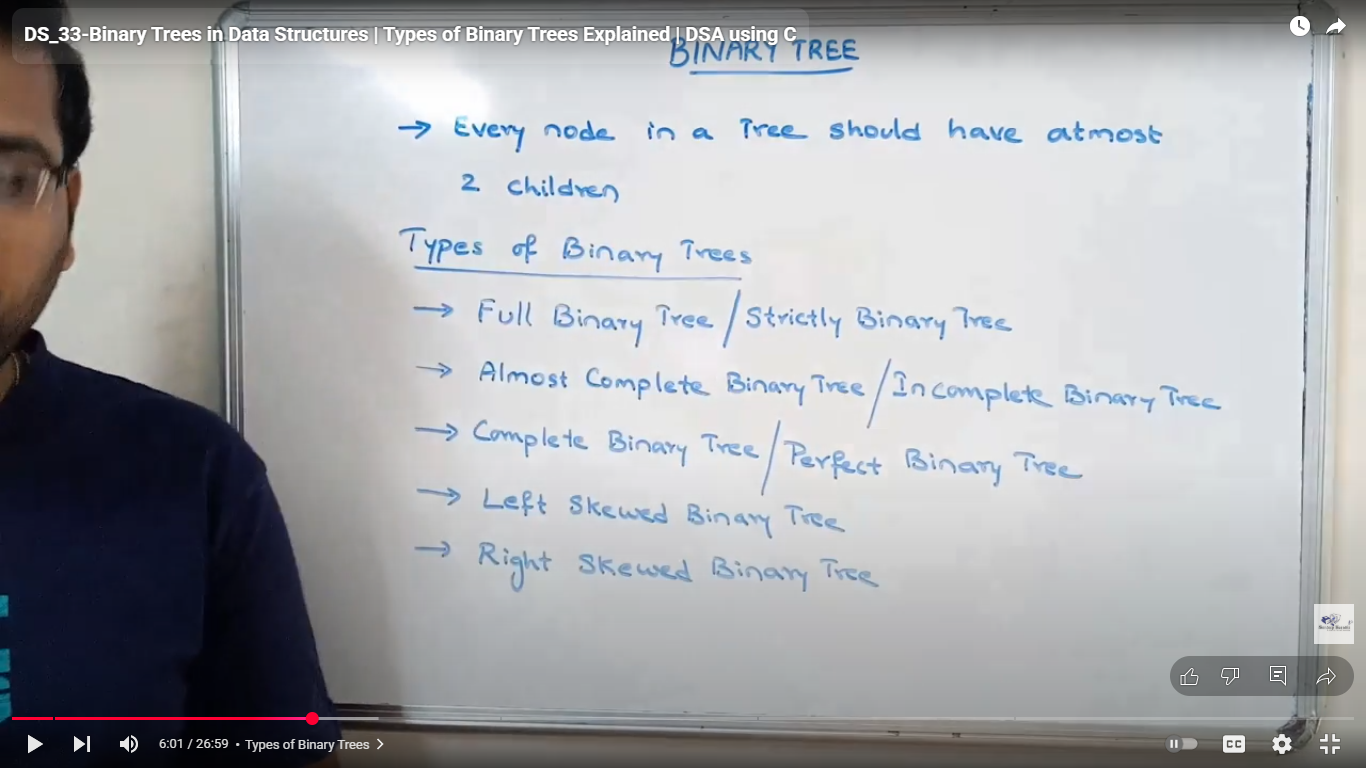 DS_33-Binary Trees in Data Structures | Types of Binary Trees Explained | DSA using C
BINARY TREE
→ Every node in a Tree should have atmost
2 children
Types of Binary Trees
→ Full Binary Tree / Strictly Binary Tree
→ Almost Complete Binary Tree / Incomplete Binary Tree
→ Complete Binary Tree / Perfect Binary Tree
→ Left Skewed Binary Tree
→ Right Skewed Binary Tree
6:01 / 26:59 • Types of Binary Trees >
CC